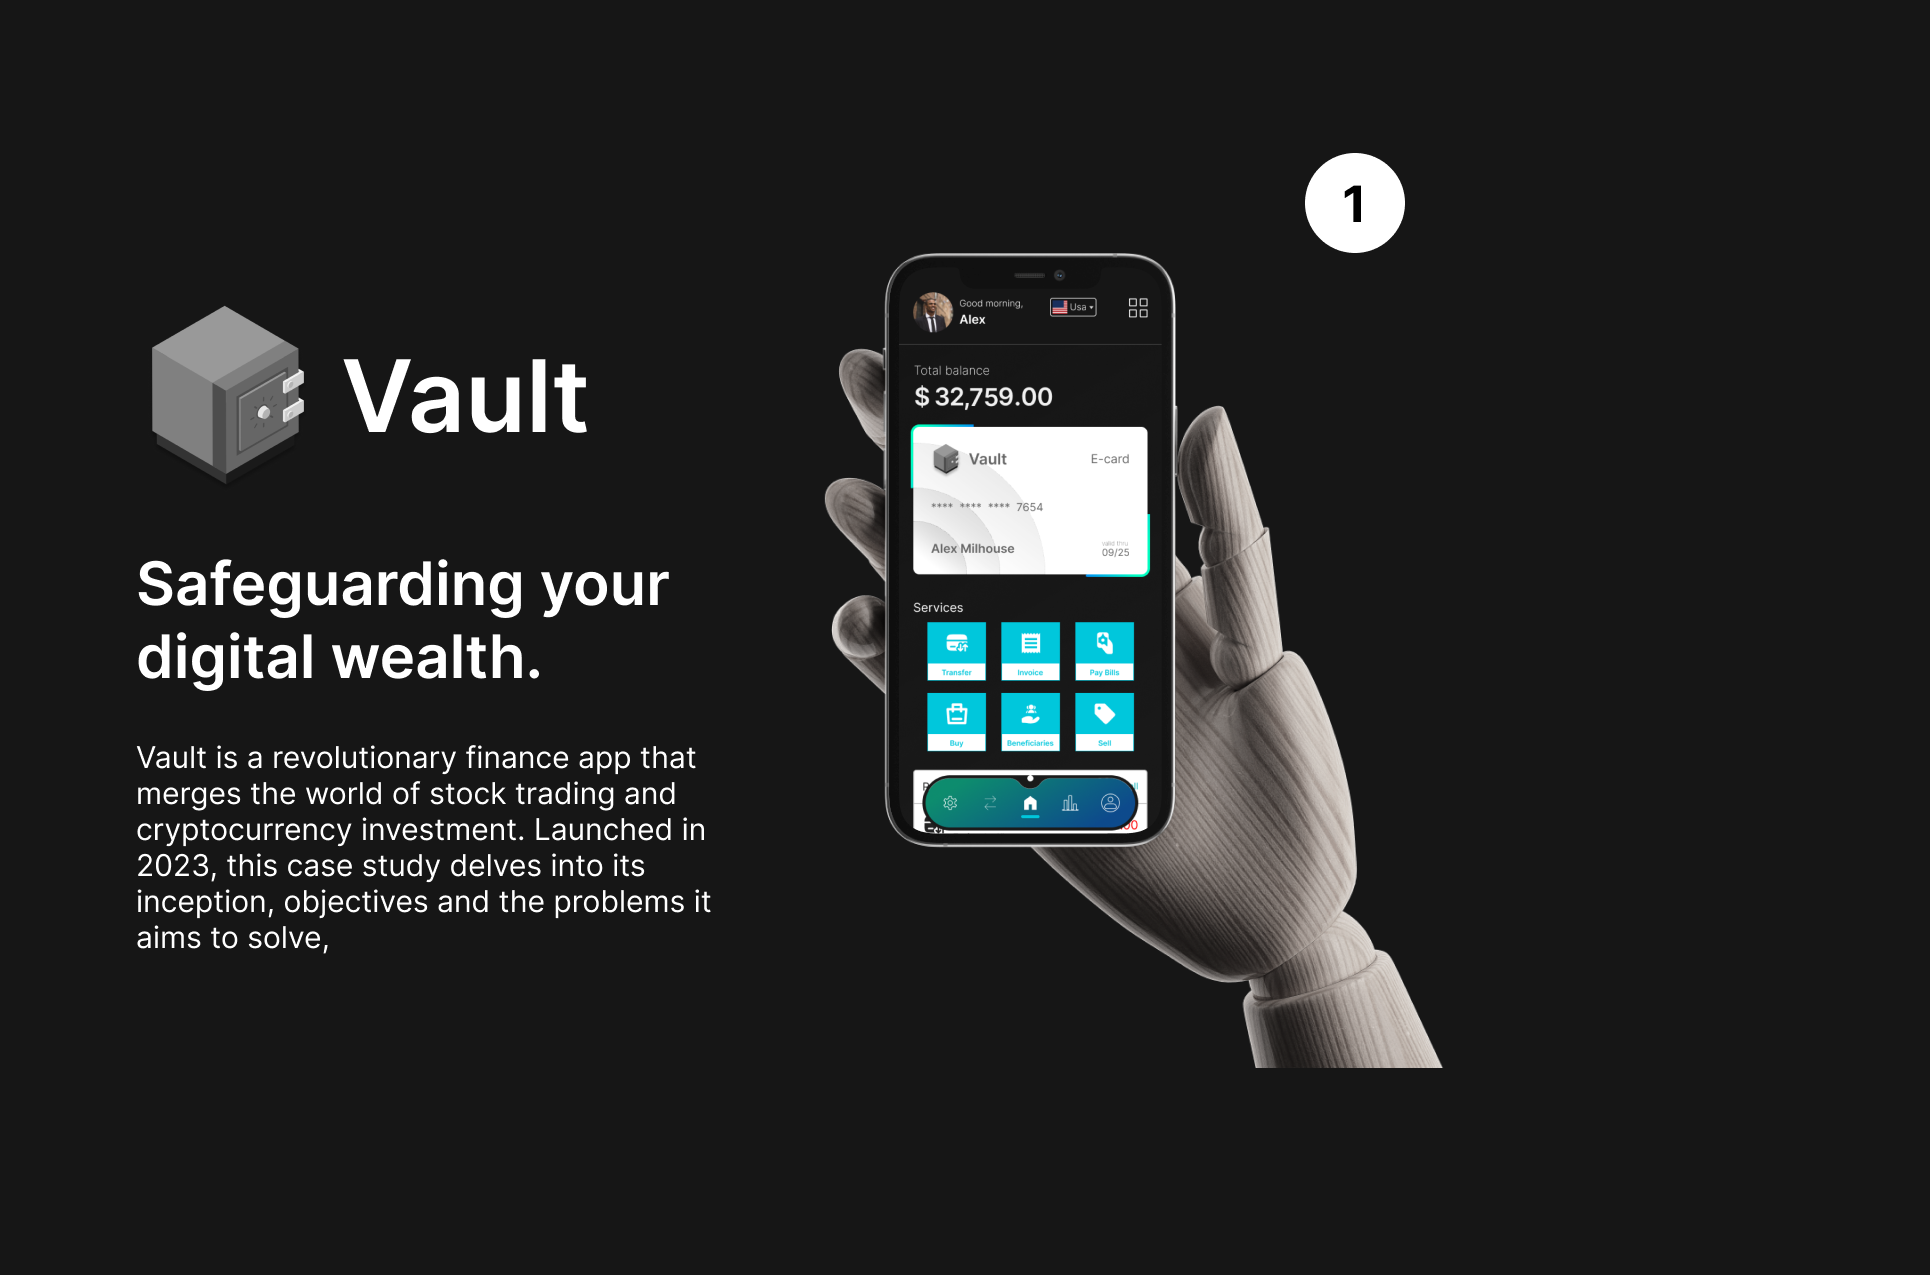 1
Vault
Safeguarding your
digital wealth.
Vault is a revolutionary finance app that
merges the world of stock trading and
cryptocurrency investment. Launched in
2023, this case study delves into its
inception, objectives and the problems it
aims to solve,
Good morning,
Alex
Usa
Total balance
$ 32,759.00
Vault E-card
**** **** **** 7654
valid thru
Alex Milhouse 09/25
Services
Transfer Invoice Pay Bills
Buy Beneficiaries Sell